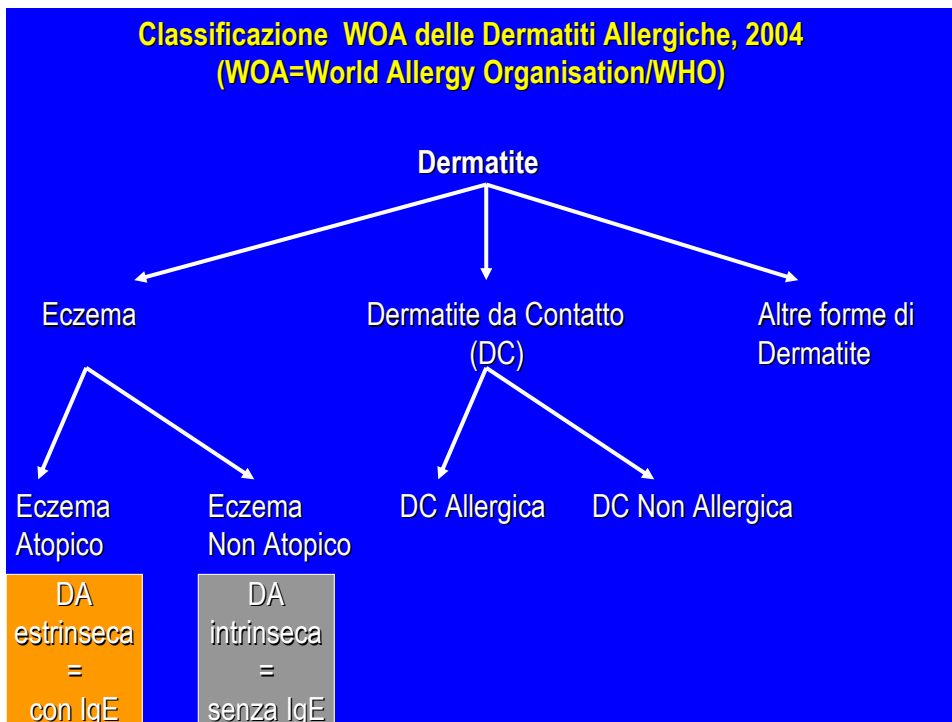 Classificazione WOA delle Dermatiti Allergiche, 2004
(WOA=World Allergy Organisation/WHO)
Dermatite
Eczema
Dermatite da Contatto
(DC)
Altre forme di
Dermatite
Eczema
Atopico
Eczema
Non Atopico
DC Allergica
DC Non Allergica
DA
estrinseca
=
con IgE
DA
intrinseca
=
senza IgE